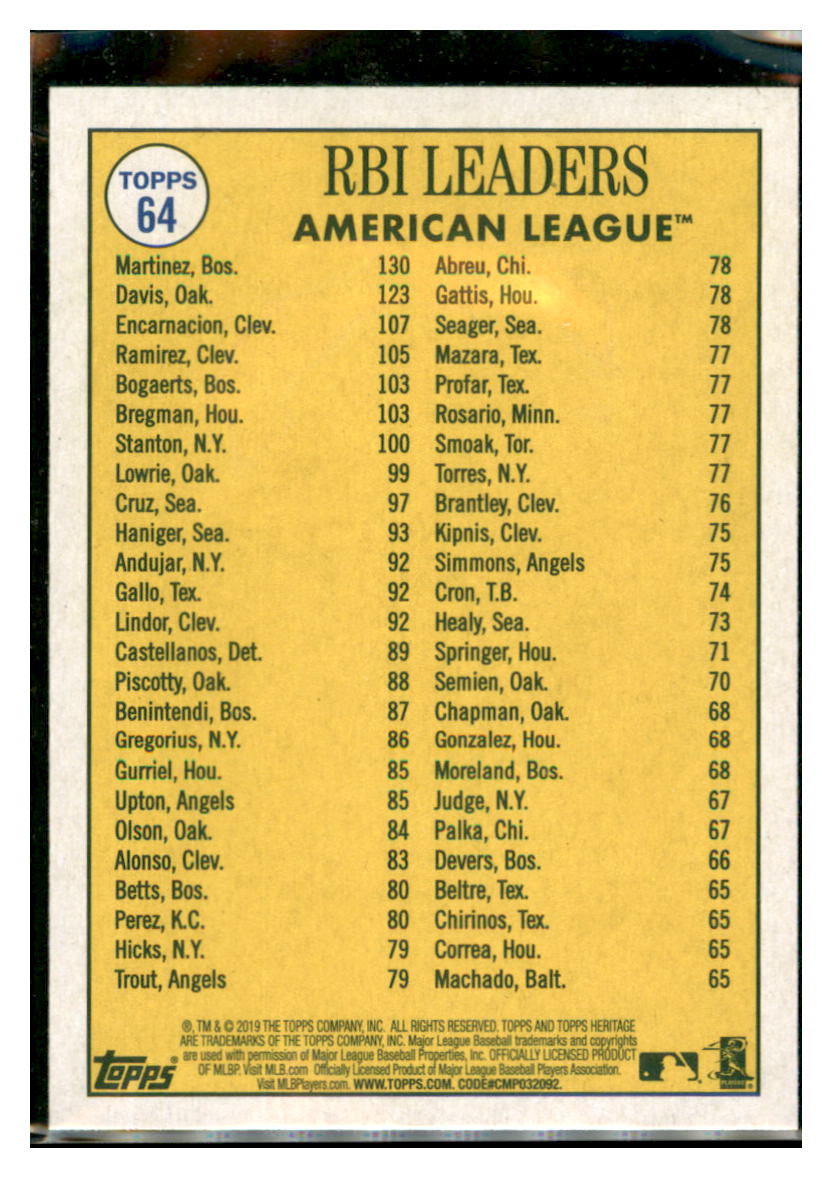 TOPPS
64
RBI LEADERS
AMERICAN LEAGUE™
Martinez, Bos. 130
Davis, Oak. 123
Encarnacion, Clev. 107
Ramirez, Clev. 105
Bogaerts, Bos. 103
Bregman, Hou. 103
Stanton, N.Y. 100
Lowrie, Oak. 99
Cruz, Sea. 97
Haniger, Sea. 93
Andujar, N.Y. 92
Gallo, Tex. 92
Lindor, Clev. 92
Castellanos, Det. 89
Piscotty, Oak. 88
Benintendi, Bos. 87
Gregorius, N.Y. 86
Gurriel, Hou. 85
Upton, Angels 85
Olson, Oak. 84
Alonso, Clev. 83
Betts, Bos. 80
Perez, K.C. 80
Hicks, N.Y. 79
Trout, Angels 79
Abreu, Chi. 78
Gattis, Hou. 78
Seager, Sea. 78
Mazara, Tex. 77
Profar, Tex. 77
Rosario, Minn. 77
Smoak, Tor. 77
Torres, N.Y. 77
Brantley, Clev. 76
Kipnis, Clev. 75
Simmons, Angels 75
Cron, T.B. 74
Healy, Sea. 73
Springer, Hou. 71
Semien, Oak. 70
Chapman, Oak. 68
Gonzalez, Hou. 68
Moreland, Bos. 68
Judge, N.Y. 67
Palka, Chi. 67
Devers, Bos. 66
Beltre, Tex. 65
Chirinos, Tex. 65
Correa, Hou. 65
Machado, Balt. 65
®, TM & © 2019 THE TOPPS COMPANY, INC. ALL RIGHTS RESERVED. TOPPS AND TOPPS HERITAGE
ARE TRADEMARKS OF THE TOPPS COMPANY, INC. Major League Baseball trademarks and copyrights
are used with permission of Major League Baseball Properties, Inc. OFFICIALLY LICENSED PRODUCT
OF MLBP. Visit MLB.com Officially Licensed Product of Major League Baseball Players Association.
Visit MLBPlayers.com. WWW.TOPPS.COM. CODE#CMP032092.
Topps®